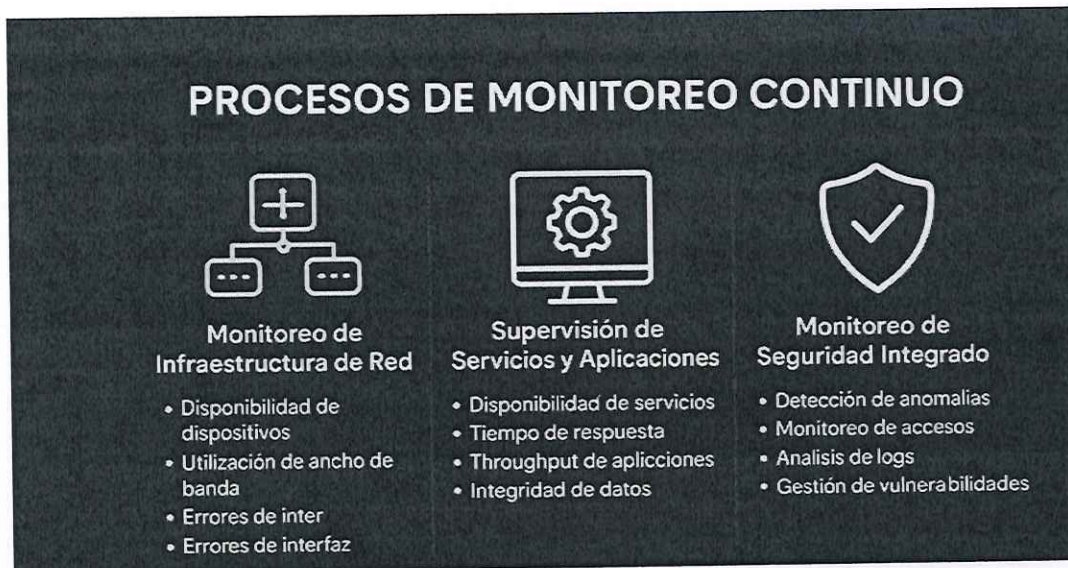 PROCESOS DE MONITOREO CONTINUO
Monitoreo de
Infraestructura de Red
• Disponibilidad de
dispositivos
• Utilización de ancho de
banda
• Errores de inter
• Errores de interfaz
Supervisión de
Servicios y Aplicaciones
• Disponibilidad de servicios
• Tiempo de respuesta
• Throughput de aplicciones
• Integridad de datos
Monitoreo de
Seguridad Integrado
• Detección de anomalias
• Monitoreo de accesos
• Analisis de logs
• Gestión de vulnerabilidades